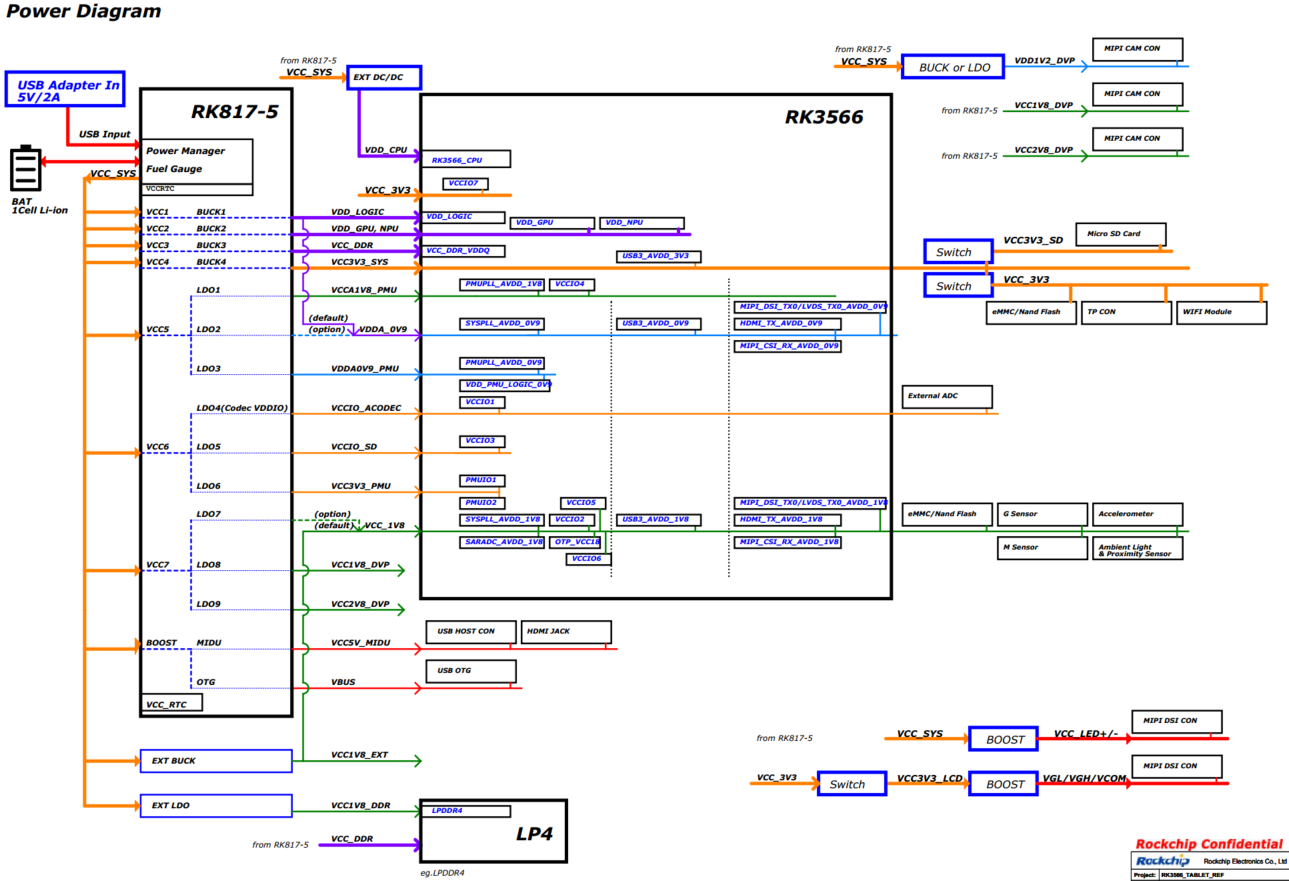 Power Diagram
from RK817-5
VCC_SYS
EXT DC/DC
from RK817-5
VCC_SYS
BUCK or LDO
VDD1V2_DVP
MIPI CAM CON
from RK817-5
VCC1V8_DVP
MIPI CAM CON
from RK817-5
VCC2V8_DVP
MIPI CAM CON
USB Adapter In
5V/2A
USB Input
BAT
1Cell Li-ion
VCC_SYS
RK817-5
Power Manager
Fuel Gauge
VCCRTC
VCC1 BUCK1
VCC2 BUCK2
VCC3 BUCK3
VCC4 BUCK4
LDO1
VCC5 LDO2
LDO3
LDO4(Codec VDDIO)
VCC6 LDO5
LDO6
LDO7
VCC7 LDO8
LDO9
BOOST MIDU
OTG
VCC_RTC
EXT BUCK
EXT LDO
VDD_CPU
VCC_3V3
VDD_LOGIC
VDD_GPU, NPU
VCC_DDR
VCC3V3_SYS
VCCA1V8_PMU
(default)
(option)
VDDA_0V9
VDDA0V9_PMU
VCCIO_ACODEC
VCCIO_SD
VCC3V3_PMU
(option)
(default)
VCC_1V8
VCC1V8_DVP
VCC2V8_DVP
VCC5V_MIDU
VBUS
VCC1V8_EXT
VCC1V8_DDR
from RK817-5
VCC_DDR
RK3566
RK3566_CPU
VCCIO7
VDD_LOGIC
VDD_GPU
VDD_NPU
VCC_DDR_VDDQ
USB3_AVDD_3V3
PMUPLL_AVDD_1V8
VCCIO4
MIPI_DSI_TX0/LVDS_TX0_AVDD_0V9
SYSPLL_AVDD_0V9
USB3_AVDD_0V9
HDMI_TX_AVDD_0V9
MIPI_CSI_RX_AVDD_0V9
PMUPLL_AVDD_0V9
VDD_PMU_LOGIC_0V9
VCCIO1
VCCIO3
PMUIO1
PMUIO2
VCCIO5
MIPI_DSI_TX0/LVDS_TX0_AVDD_1V8
SYSPLL_AVDD_1V8
VCCIO2
USB3_AVDD_1V8
HDMI_TX_AVDD_1V8
SARADC_AVDD_1V8
OTP_VCC18
MIPI_CSI_RX_AVDD_1V8
VCCIO6
USB HOST CON
HDMI JACK
USB OTG
LPDDR4
LP4
eg.LPDDR4
Switch
VCC3V3_SD
Micro SD Card
Switch
VCC_3V3
eMMC/Nand Flash
TP CON
WIFI Module
External ADC
eMMC/Nand Flash
G Sensor
Accelerometer
M Sensor
Ambient Light
& Proximity Sensor
from RK817-5
VCC_SYS
BOOST
VCC_LED+/-
MIPI DSI CON
VCC_3V3
Switch
VCC3V3_LCD
BOOST
VGL/VGH/VCOM
MIPI DSI CON
Rockchip Confidential
Rockchip
Rockchip Electronics Co., Ltd
Project: RK3566_TABLET_REF